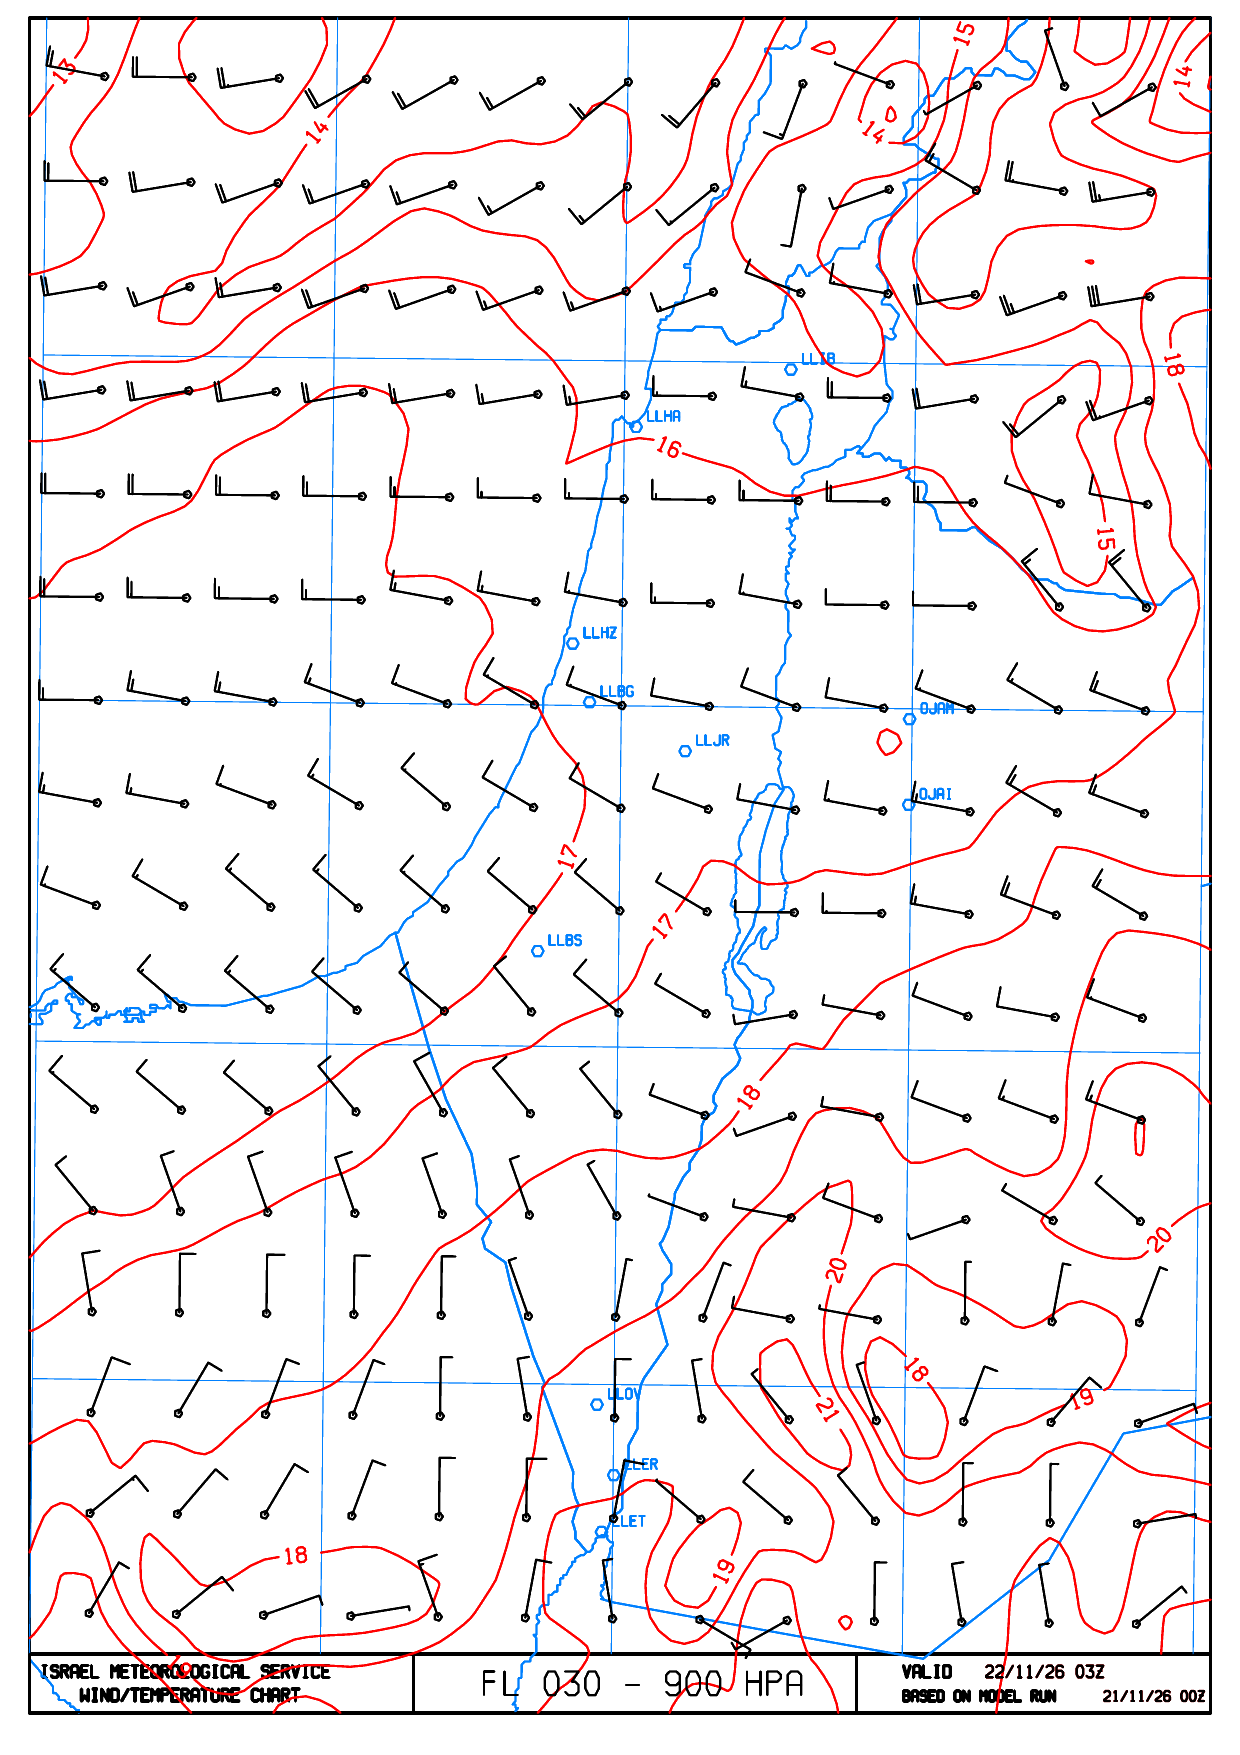 15
13
14
14
14
LLIB
18
LLHA
16
15
LLHZ
LLBG
OJAM
LLJR
OJAI
17
17
LLBS
18
20
20
18
LLOV
19
21
LLER
LLET
18
19
ISRAEL METEOROLOGICAL SERVICE
WIND/TEMPERATURE CHART
FL 030 - 900 HPA
VALID 22/11/26 03Z
BASED ON MODEL RUN 21/11/26 00Z